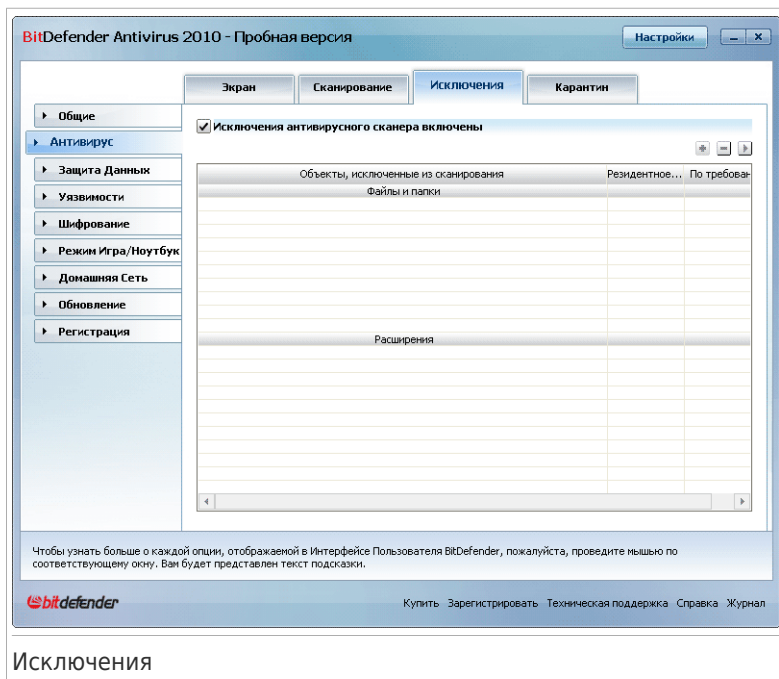 BitDefender Antivirus 2010 - Пробная версия
Настройки
Экран
Сканирование
Исключения
Карантин
Общие
Антивирус
Защита Данных
Уязвимости
Шифрование
Режим Игра/Ноутбук
Домашняя Сеть
Обновление
Регистрация
Исключения антивирусного сканера включены
Объекты, исключенные из сканирования Резидентное... По требован
Файлы и папки
Расширения
Чтобы узнать больше о каждой опции, отображаемой в Интерфейсе Пользователя BitDefender, пожалуйста, проведите мышью по
соответствующему окну. Вам будет представлен текст подсказки.
bitdefender
Купить Зарегистрировать Техническая поддержка Справка Журнал
Исключения